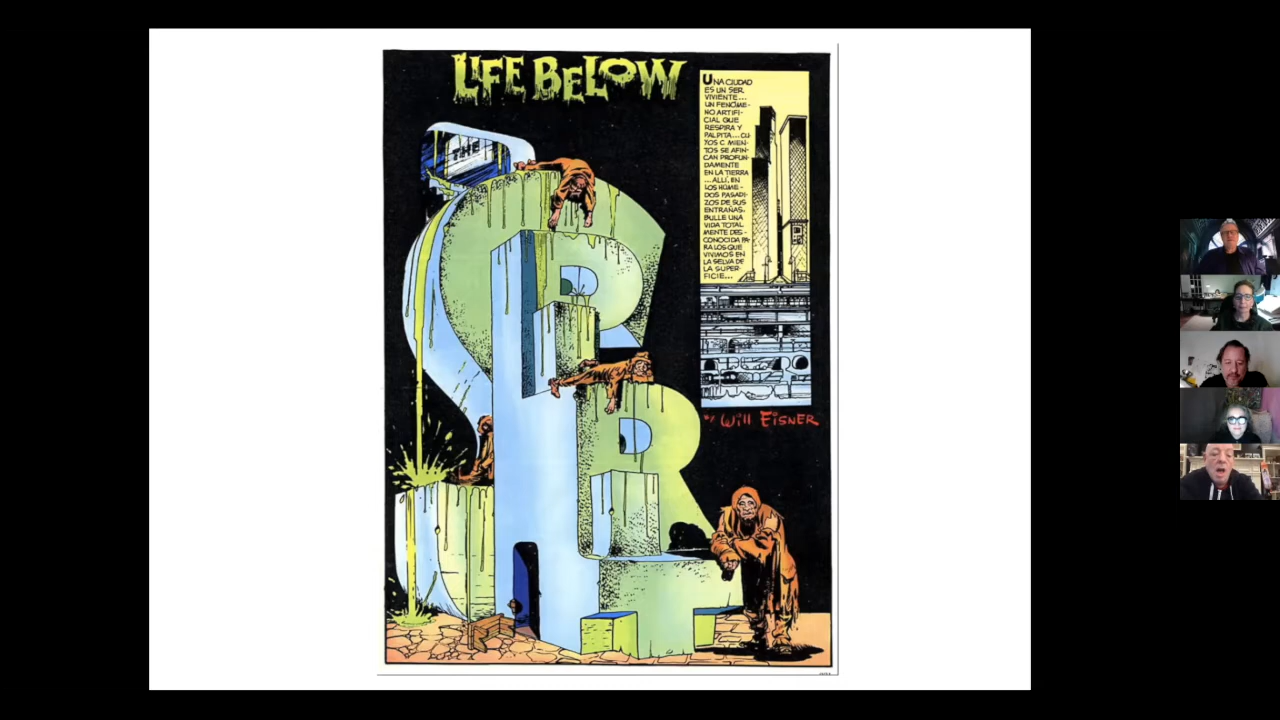 LIFE BELOW
THE
SPIRIT
UNA CIUDAD
ES UN SER
VIVIENTE...
UN FENÓME-
NO ARTIFI-
CIAL QUE
RESPIRA Y
PALPITA... CU-
YOS CIMIEN-
TOS SE AFIN-
CAN PROFUN-
DAMENTE
EN LA TIERRA
...ALLÍ, EN
LOS HÚME-
DOS PASADI-
ZOS DE SUS
ENTRAÑAS,
BULLE UNA
VIDA TOTAL
MENTE DES-
CONOCIDA PA-
RA LOS QUE
VIVIMOS EN
LA SELVA DE
LA SUPER-
FICIE...
BY WILL EISNER